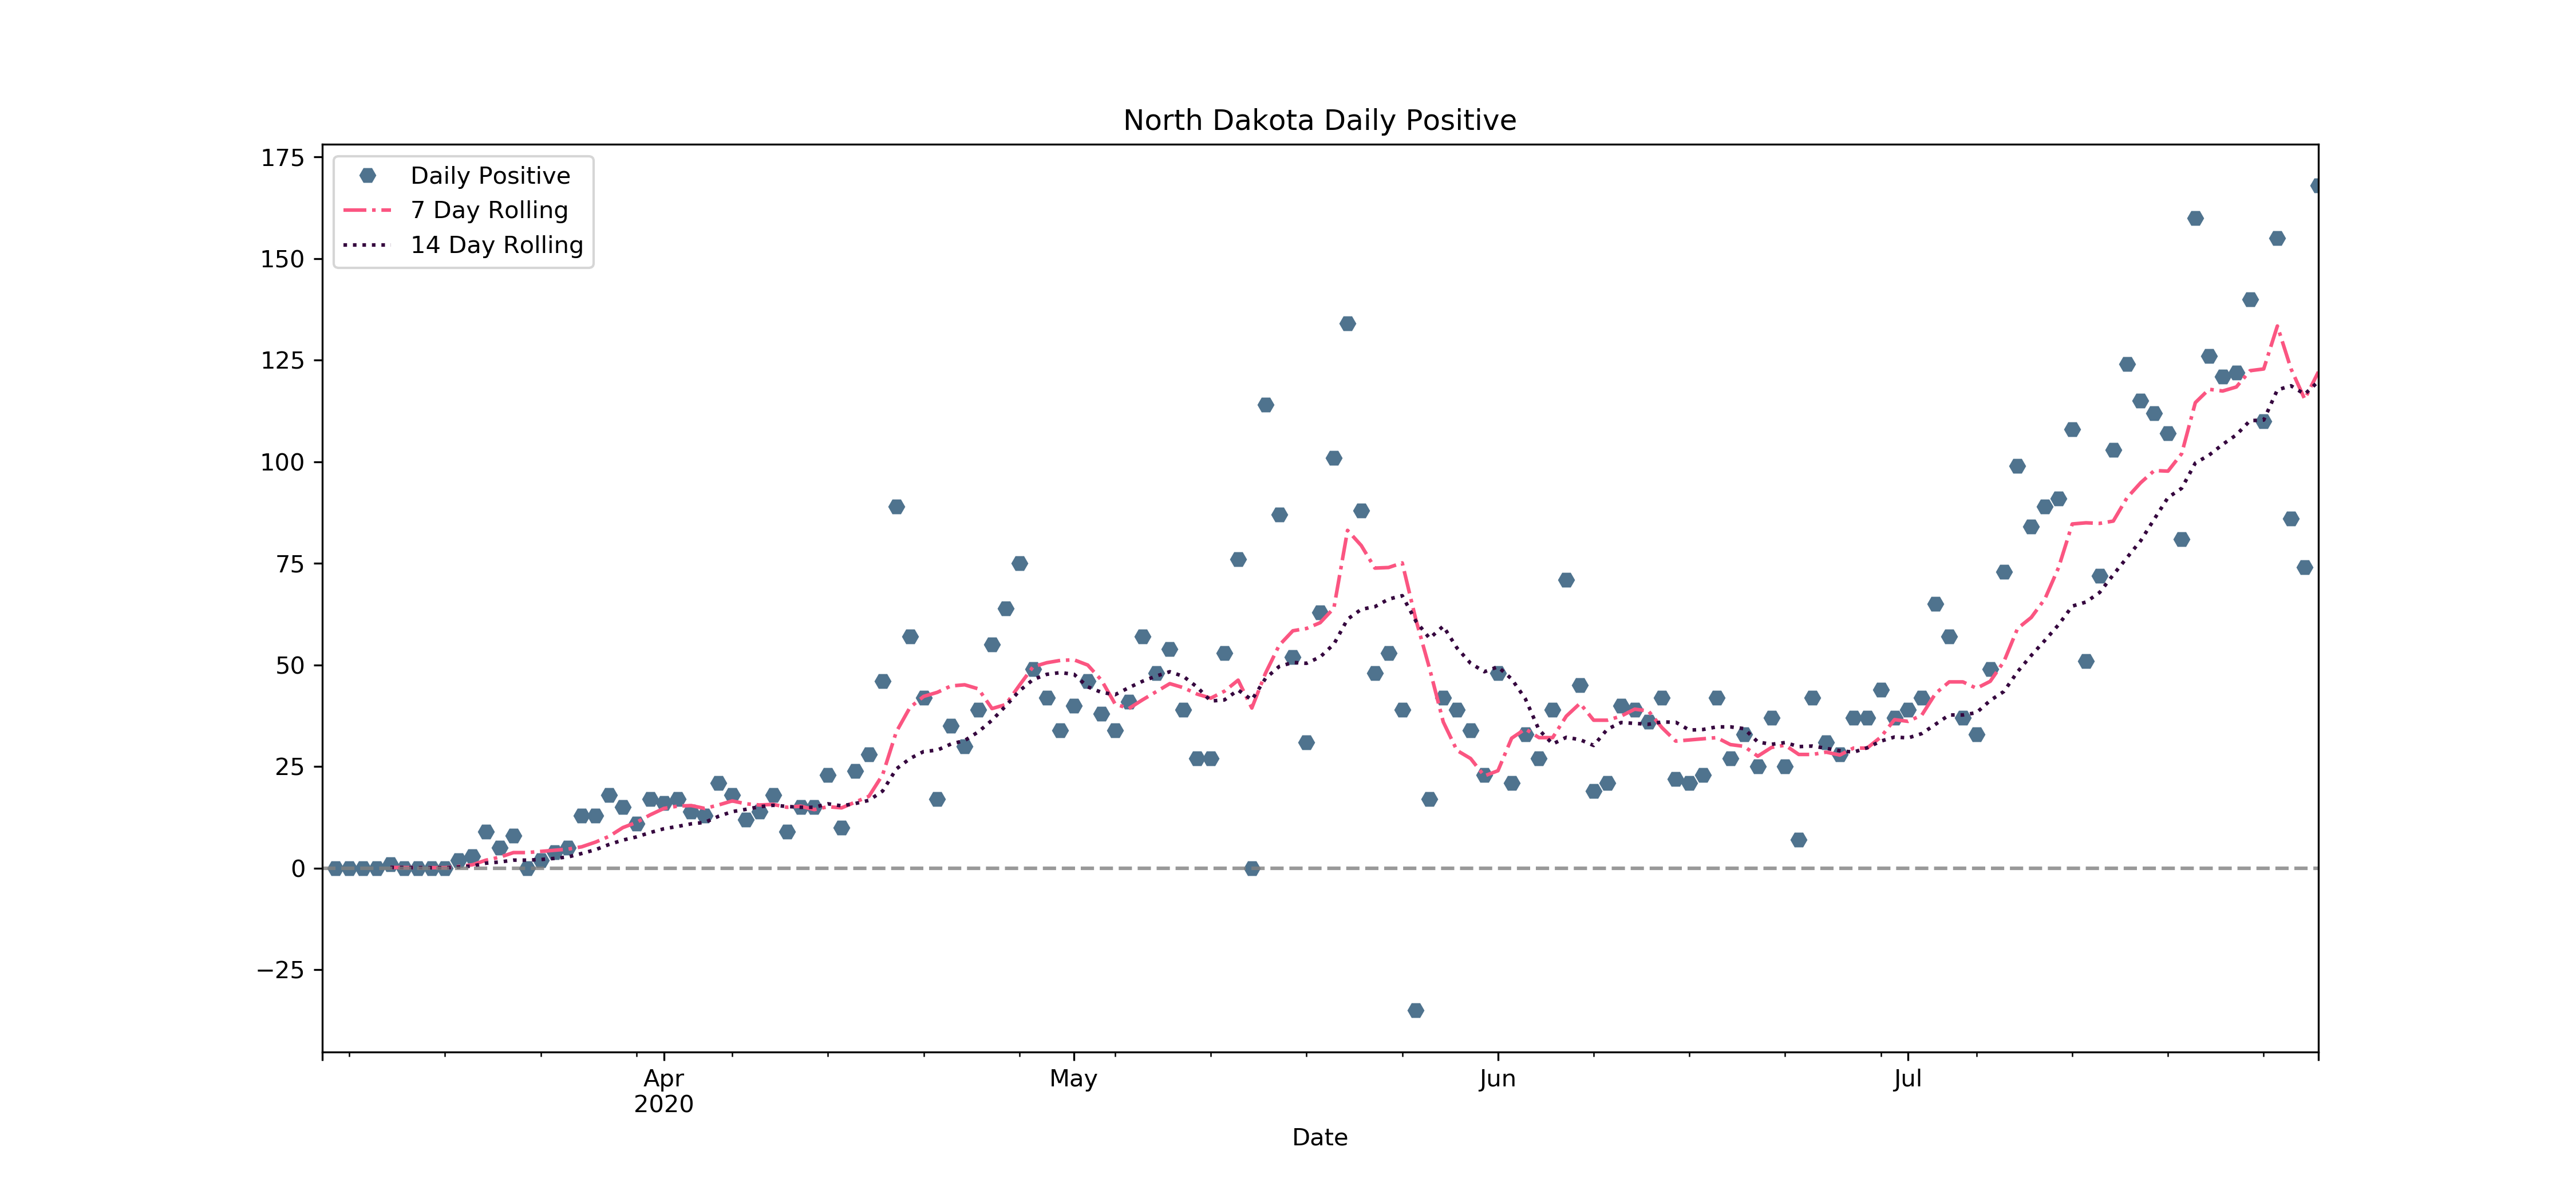 North Dakota Daily Positive
175
150
125
100
75
50
25
0
−25
Daily Positive
7 Day Rolling
14 Day Rolling
Apr
2020
May
Jun
Jul
Date